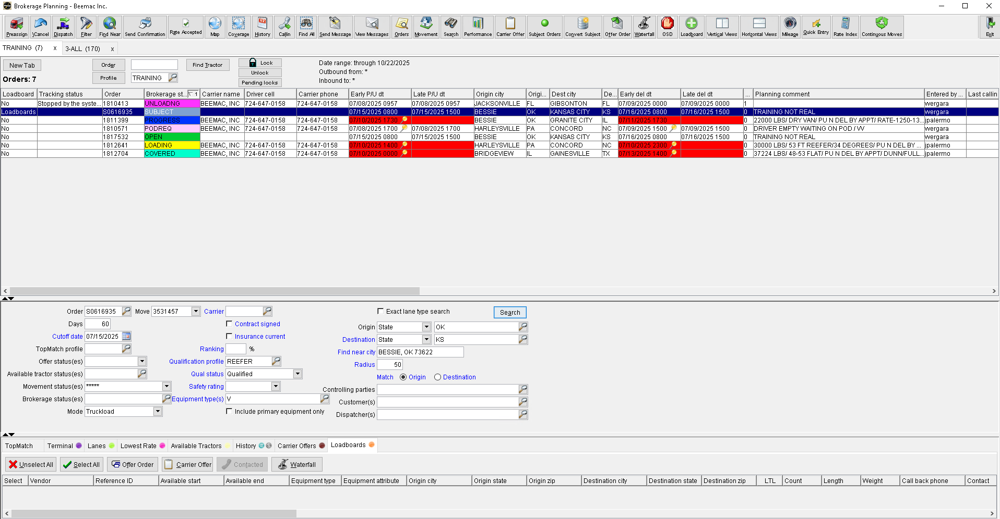 Brokerage Planning - Beemac Inc.
Preassign \Cancel Dispatch Filter Find Near Send Confirmation Rate Accepted Map Coverage History Callin Find All Send Message View Messages Orders Movement Search Performance Carrier Offer Subject Orders Convert Subject Offer Order Waterfall OSD Loadboard Vertical Views Horizontal Views Mileage Quick Entry Rate Index Continuous Moves Exit
TRAINING (7) x 3-ALL (170) x
New Tab Order Find Tractor Lock Date range: through 10/22/2025
Unlock Outbound from: *
Orders: 7 Profile TRAINING Pending locks Inbound to: *
Loadboard Tracking status Order Brokerage st... 1 Carrier name Driver cell Carrier phone Early P/U dt Late P/U dt Origin city Origi... Dest city De... Early del dt Late del dt ... Planning comment Entered by ... Last callin
No Stopped by the syste... 1810413 UNLOADNG BEEMAC, INC 724-647-0158 724-647-0158 07/08/2025 0957 07/08/2025 0957 JACKSONVILLE FL GIBSONTON FL 07/09/2025 0000 07/09/2025 0000 1 vvergara
Loadboards S0616935 SUBJECT 07/15/2025 0800 07/15/2025 1500 BESSIE OK KANSAS CITY KS 07/16/2025 0800 07/16/2025 1500 0 TRAINING NOT REAL vvergara
No 1811399 PROGRESS BEEMAC, INC 724-647-0158 724-647-0158 07/10/2025 1730 BESSIE OK GRANITE CITY IL 07/11/2025 1730 0 22000 LBS/ DRY VAN/ PU N DEL BY APPT/ RATE-1250-13... jpalermo
No 1810571 PODREQ BEEMAC, INC 724-647-0158 724-647-0158 07/08/2025 1700 07/08/2025 1700 HARLEYSVILLE PA CONCORD NC 07/09/2025 1500 07/09/2025 1500 0 DRIVER EMPTY WAITING ON POD / VV vvergara
No 1817532 OPEN 07/15/2025 0800 07/15/2025 1500 BESSIE OK KANSAS CITY KS 07/16/2025 0800 07/16/2025 1500 0 TRAINING NOT REAL vvergara
No 1812641 LOADING BEEMAC, INC 724-647-0158 724-647-0158 07/10/2025 1400 HARLEYSVILLE PA CONCORD NC 07/10/2025 2300 0 30000 LBS/ 53 FT REEFER/34 DEGREES/ PU N DEL BY ... jpalermo
No 1812704 COVERED BEEMAC, INC 724-647-0158 724-647-0158 07/10/2025 0000 BRIDGEVIEW IL GAINESVILLE TX 07/13/2025 1400 0 37224 LBS/ 48-53 FLAT/ PU N DEL BY APPT/ DUNN/FULL... jpalermo
Order S0616935 Move 3531457 Carrier Exact lane type search Search
Days 60 Contract signed Origin State OK
Cutoff date 07/15/2025 Insurance current Destination State KS
TopMatch profile Ranking % Find near city BESSIE, OK 73622
Offer status(es) Qualification profile REEFER Radius 50
Available tractor status(es) Qual status Qualified Match Origin Destination
Movement status(es) ***** Safety rating Controlling parties
Brokerage status(es) Equipment type(s) V Customer(s)
Mode Truckload Include primary equipment only Dispatcher(s)
TopMatch Terminal Lanes Lowest Rate Available Tractors History Carrier Offers Loadboards
Unselect All Select All Offer Order Carrier Offer Contacted Waterfall
Select Vendor Reference ID Available start Available end Equipment type Equipment attribute Origin city Origin state Origin zip Destination city Destination state Destination zip LTL Count Length Weight Call back phone Contact